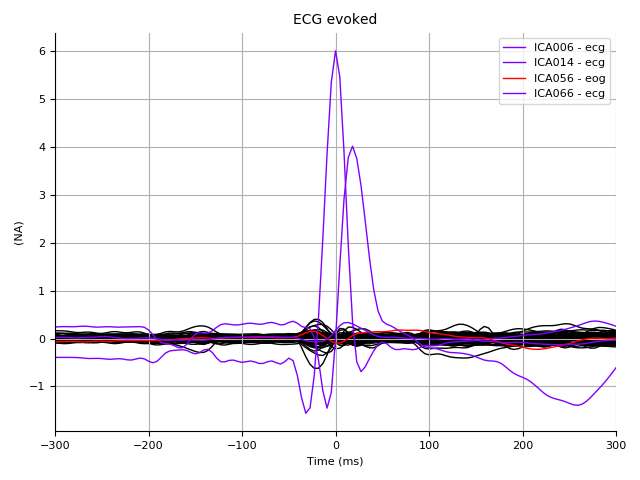 ECG evoked
ICA006 - ecg
ICA014 - ecg
ICA056 - eog
ICA066 - ecg
6
5
4
3
2
1
0
−1
(NA)
−300 −200 −100 0 100 200 300
Time (ms)